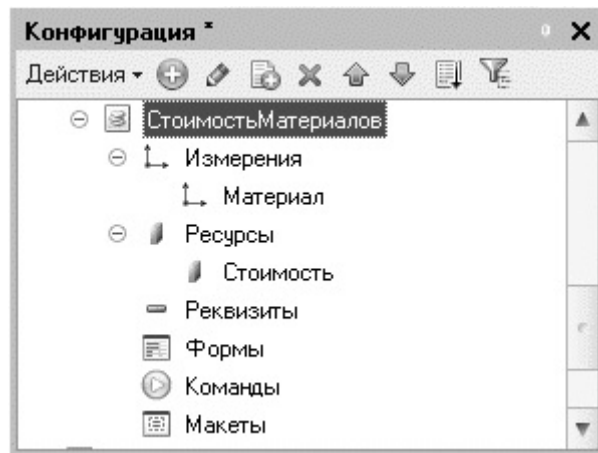 Конфигурация *
Действия
СтоимостьМатериалов
Измерения
Материал
Ресурсы
Стоимость
Реквизиты
Формы
Команды
Макеты